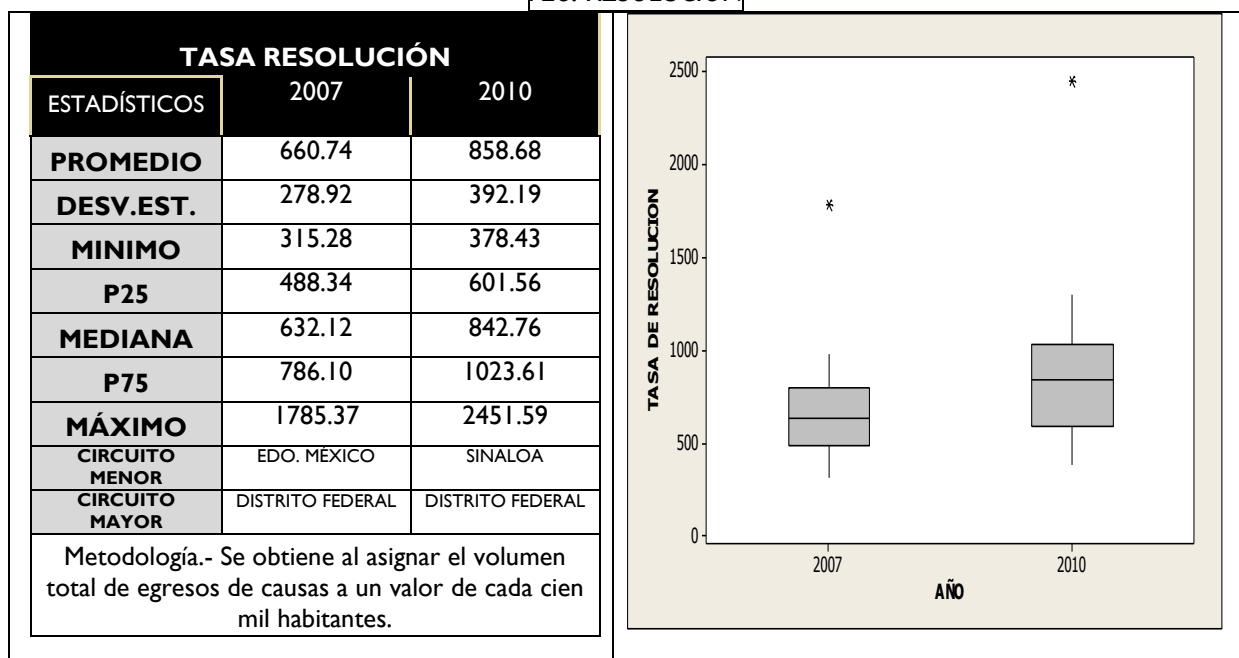 TASA RESOLUCIÓN
ESTADÍSTICOS 2007 2010
PROMEDIO 660.74 858.68
DESV.EST. 278.92 392.19
MINIMO 315.28 378.43
P25 488.34 601.56
MEDIANA 632.12 842.76
P75 786.10 1023.61
MÁXIMO 1785.37 2451.59
CIRCUITO MENOR EDO. MÉXICO SINALOA
CIRCUITO MAYOR DISTRITO FEDERAL DISTRITO FEDERAL
Metodología.- Se obtiene al asignar el volumen
total de egresos de causas a un valor de cada cien
mil habitantes.
TASA DE RESOLUCION
2500
2000
1500
1000
500
0
2007 2010
AÑO